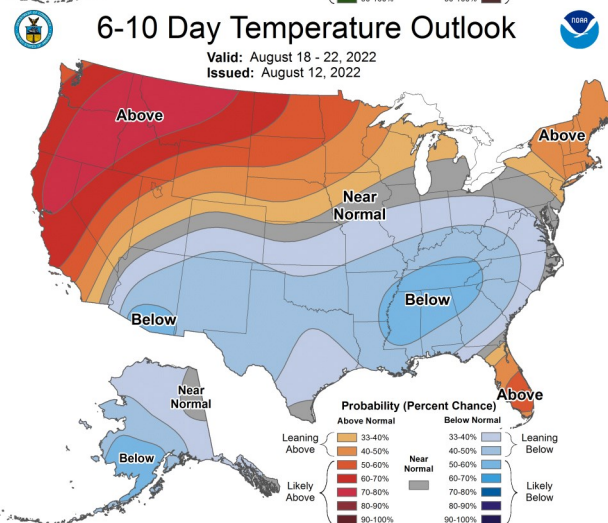 6-10 Day Temperature Outlook
NOAA
Valid: August 18 - 22, 2022
Issued: August 12, 2022
Above
Above
Near
Normal
Below
Below
Near
Normal
Below
Above
Probability (Percent Chance)
Above Normal Below Normal
Leaning
Above
33-40%
40-50%
Likely
Above
50-60%
60-70%
70-80%
80-90%
90-100%
Near
Normal
33-40%
40-50%
Leaning
Below
50-60%
60-70%
70-80%
80-90%
90-100%
Likely
Below